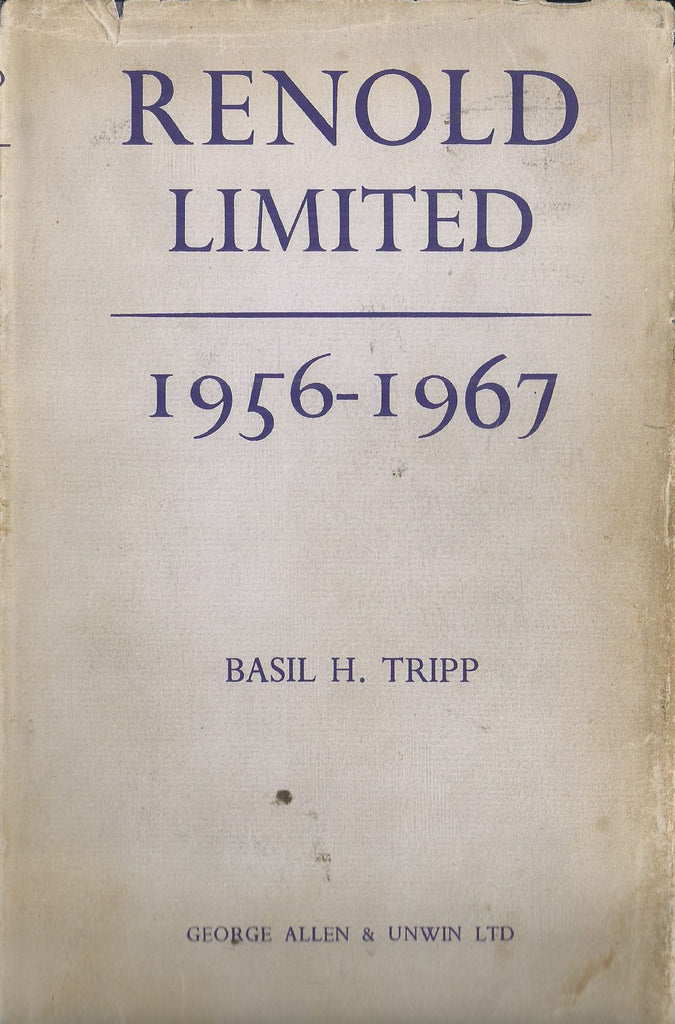 RENOLD
LIMITED
1956-1967
BASIL H. TRIPP
GEORGE ALLEN & UNWIN LTD